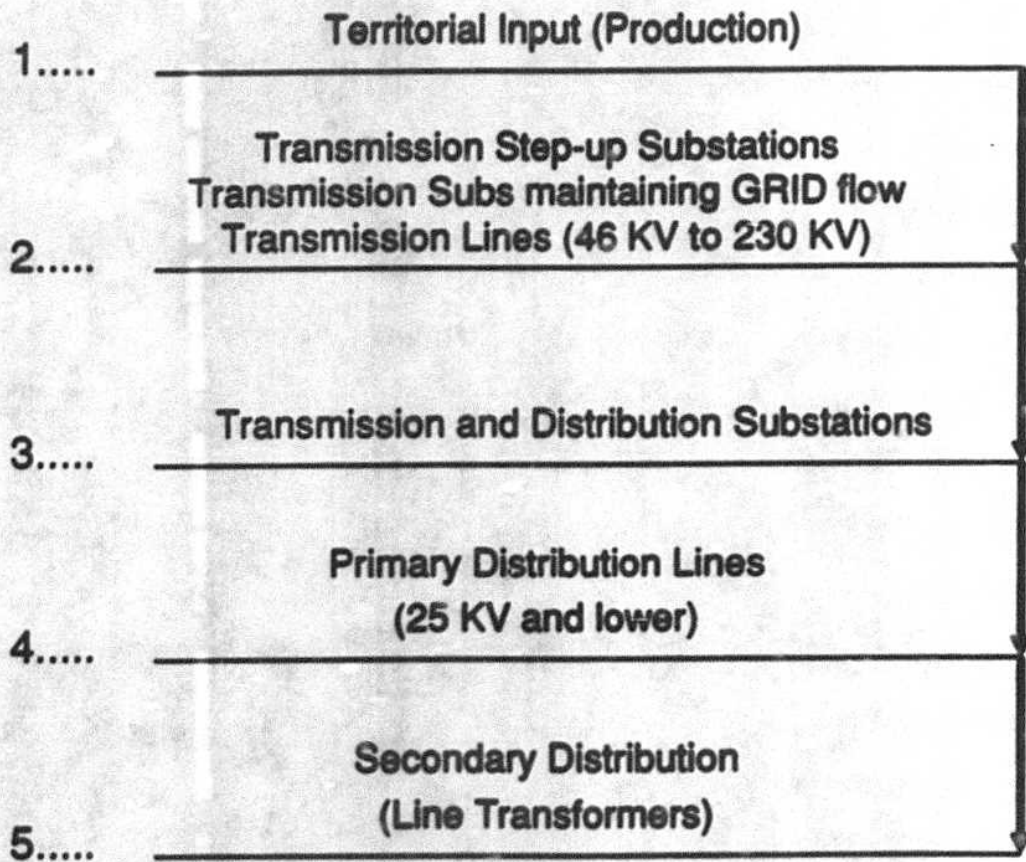 Territorial Input (Production)
1.....
Transmission Step-up Substations
Transmission Subs maintaining GRID flow
Transmission Lines (46 KV to 230 KV)
2.....
Transmission and Distribution Substations
3.....
Primary Distribution Lines
(25 KV and lower)
4.....
Secondary Distribution
(Line Transformers)
5.....